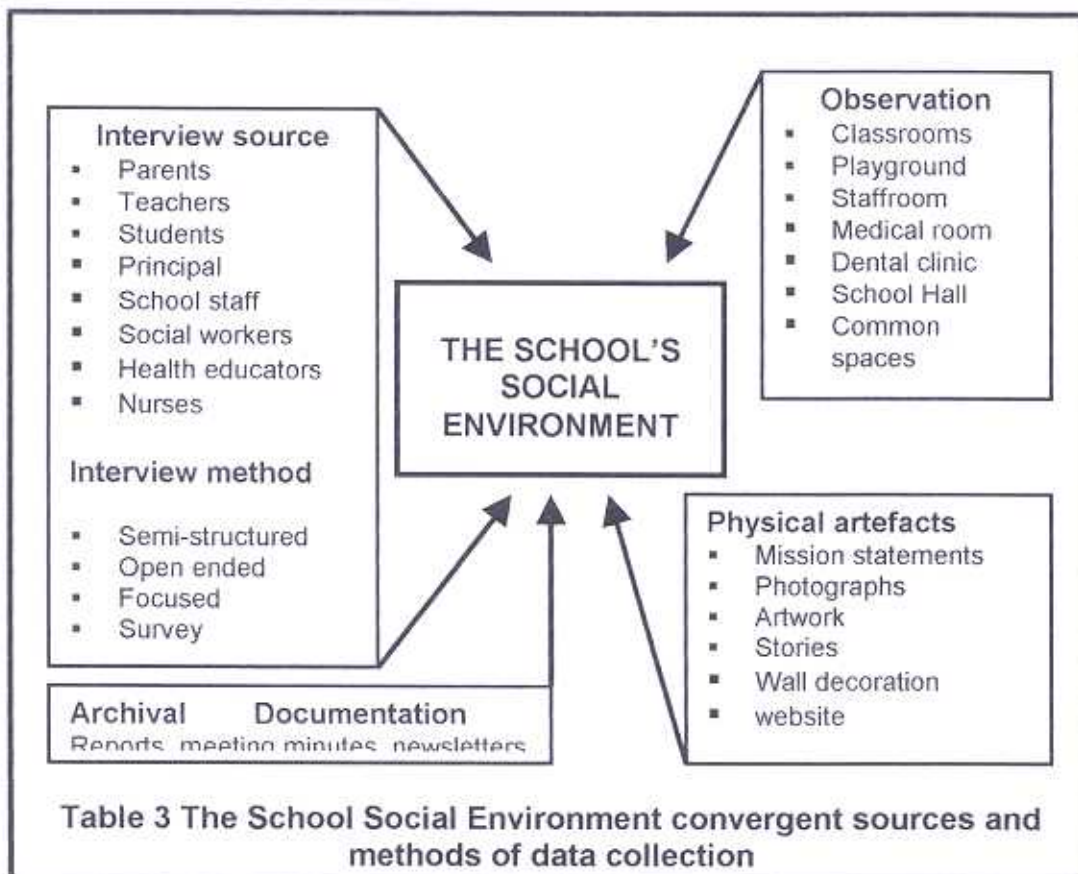 Interview source
▪ Parents
▪ Teachers
▪ Students
▪ Principal
▪ School staff
▪ Social workers
▪ Health educators
▪ Nurses
Interview method
▪ Semi-structured
▪ Open ended
▪ Focused
▪ Survey
Observation
▪ Classrooms
▪ Playground
▪ Staffroom
▪ Medical room
▪ Dental clinic
▪ School Hall
▪ Common
spaces
THE SCHOOL'S
SOCIAL
ENVIRONMENT
Physical artefacts
▪ Mission statements
▪ Photographs
▪ Artwork
▪ Stories
▪ Wall decoration
▪ website
Archival Documentation
Reports, meeting minutes, newsletters
Table 3 The School Social Environment convergent sources and
methods of data collection